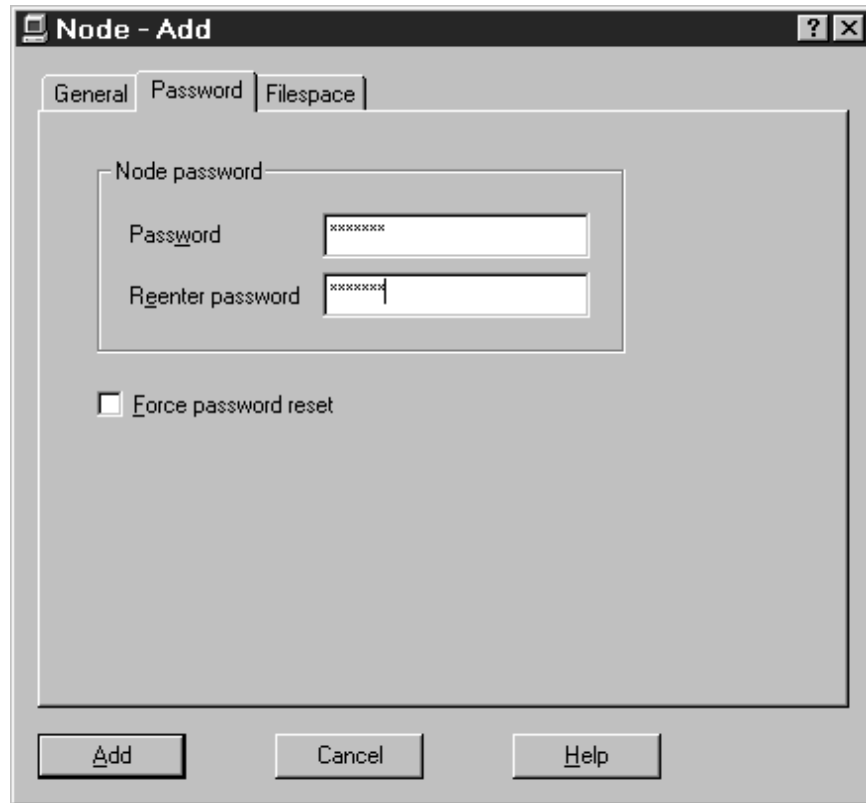 Node - Add
General Password Filespace
Node password
Password *******
Reenter password *******
Force password reset
Add Cancel Help